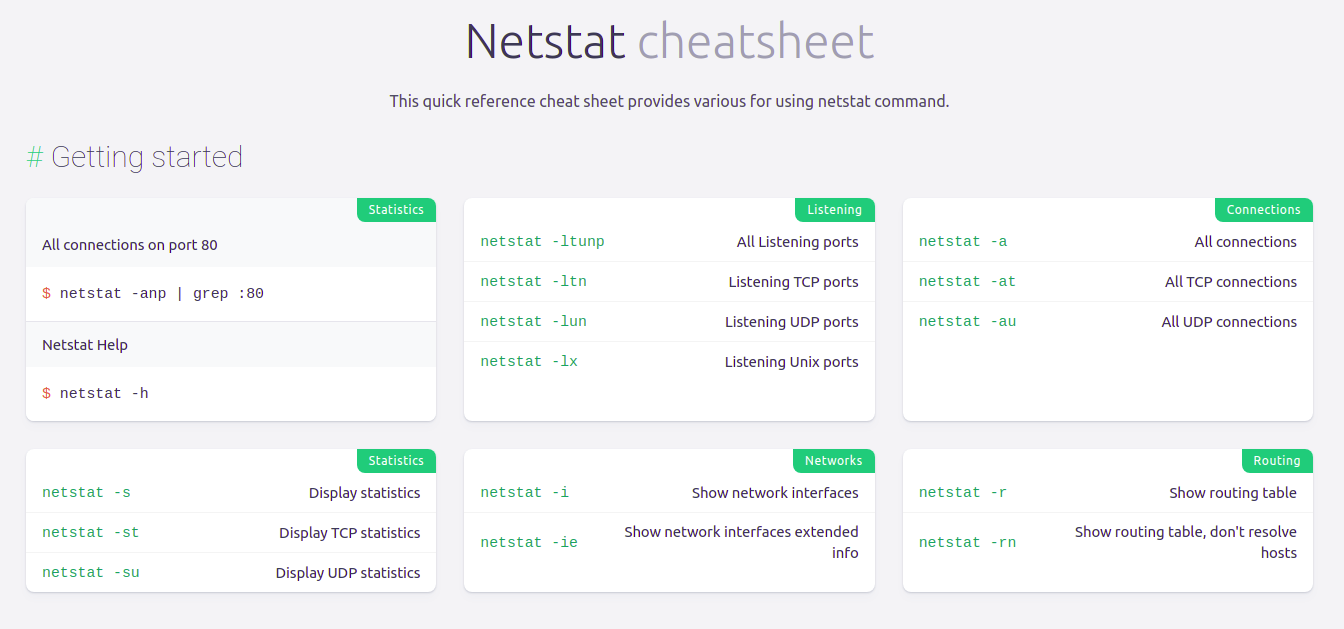 Netstat cheatsheet
This quick reference cheat sheet provides various for using netstat command.
# Getting started
Statistics
All connections on port 80
$ netstat -anp | grep :80
Netstat Help
$ netstat -h
Listening
netstat -ltunp All Listening ports
netstat -ltn Listening TCP ports
netstat -lun Listening UDP ports
netstat -lx Listening Unix ports
Connections
netstat -a All connections
netstat -at All TCP connections
netstat -au All UDP connections
Statistics
netstat -s Display statistics
netstat -st Display TCP statistics
netstat -su Display UDP statistics
Networks
netstat -i Show network interfaces
netstat -ie Show network interfaces extended
info
Routing
netstat -r Show routing table
netstat -rn Show routing table, don't resolve
hosts